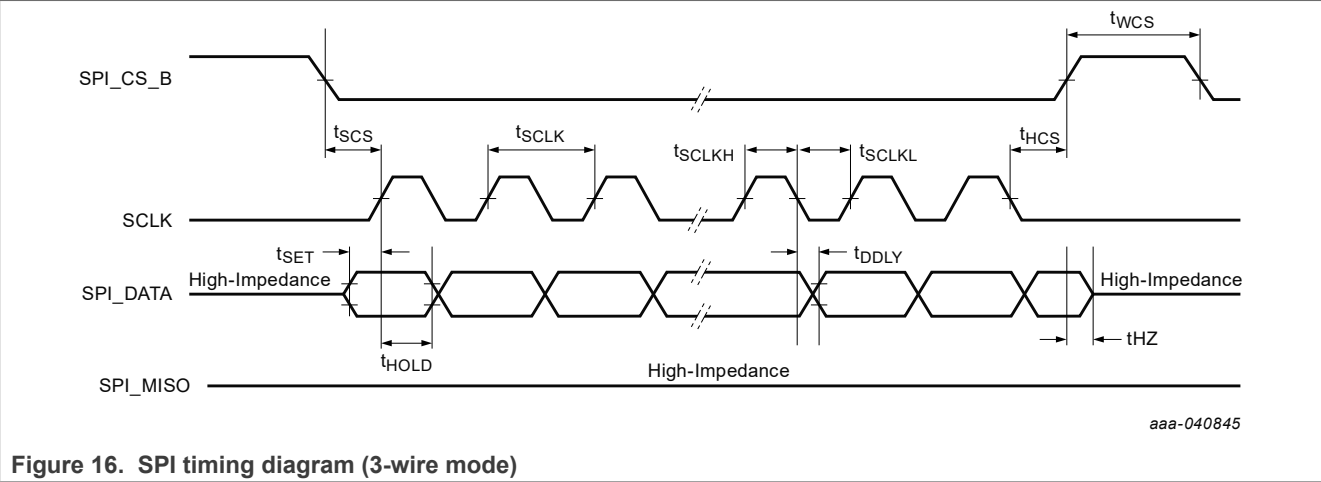 tWCS
SPI_CS_B
tSCS
tSCLK
tSCLKH
tSCLKL
tHCS
SCLK
tSET
tDDLY
High-Impedance
High-Impedance
SPI_DATA
tHZ
tHOLD
High-Impedance
SPI_MISO
aaa-040845
Figure 16. SPI timing diagram (3-wire mode)